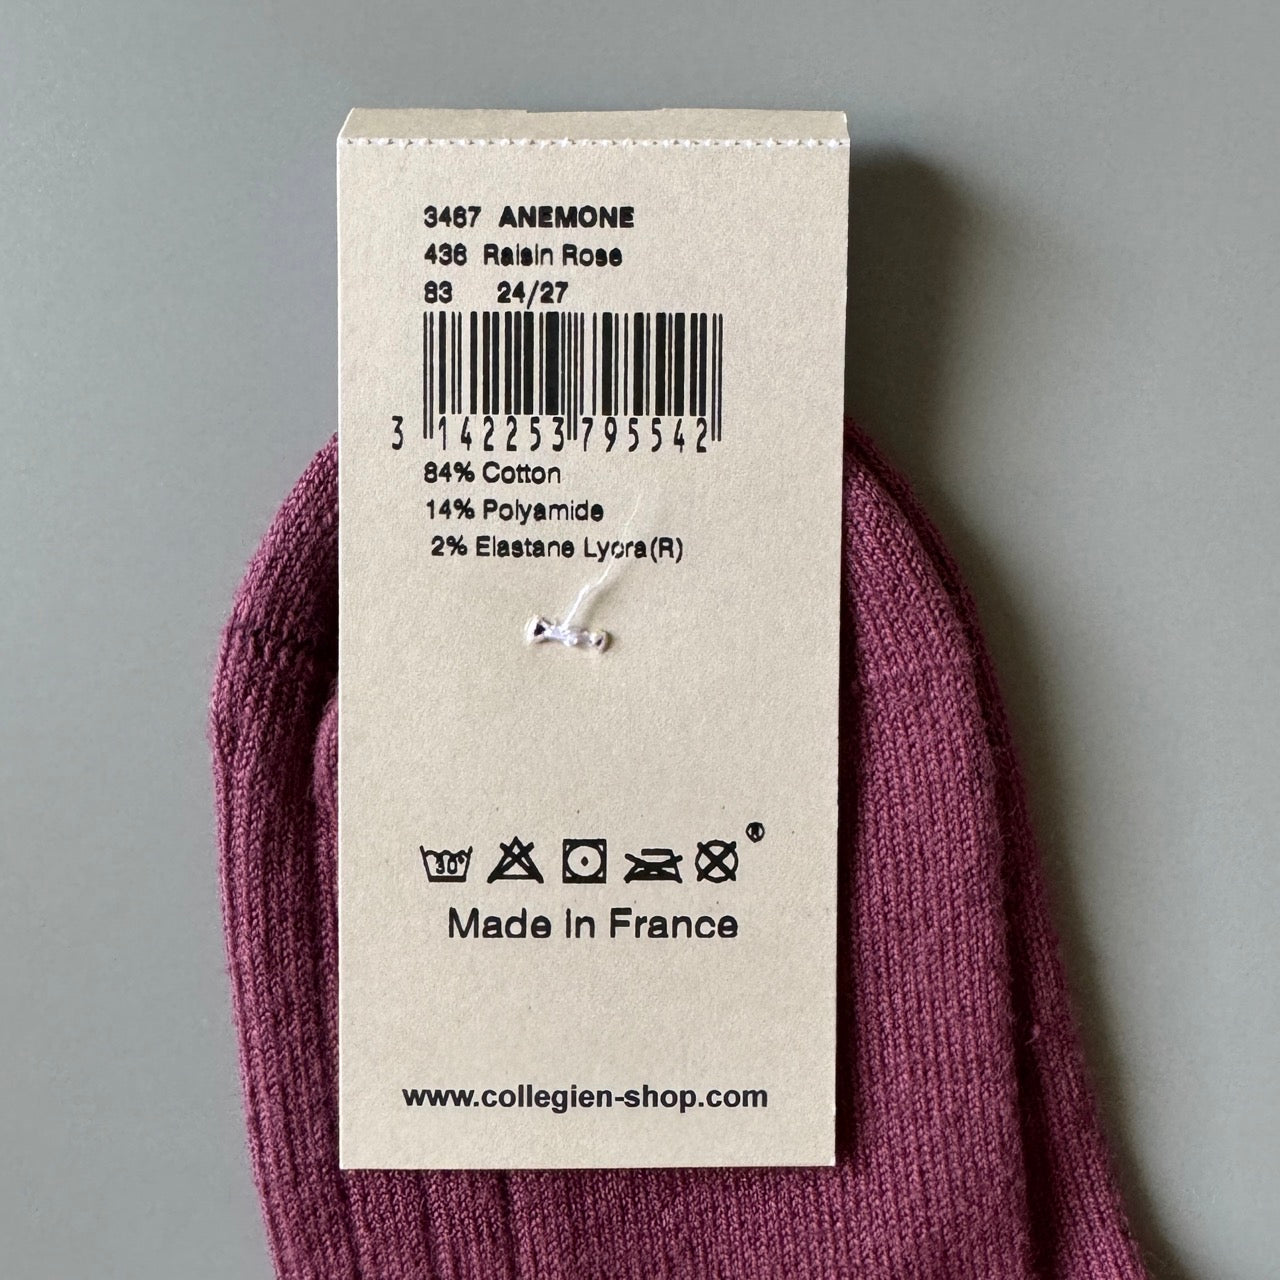 3467 ANEMONE
436 Raisin Rose
83 24/27
3 142253 795542
84% Cotton
14% Polyamide
2% Elastane Lycra(R)
30°
Made in France
www.collegien-shop.com